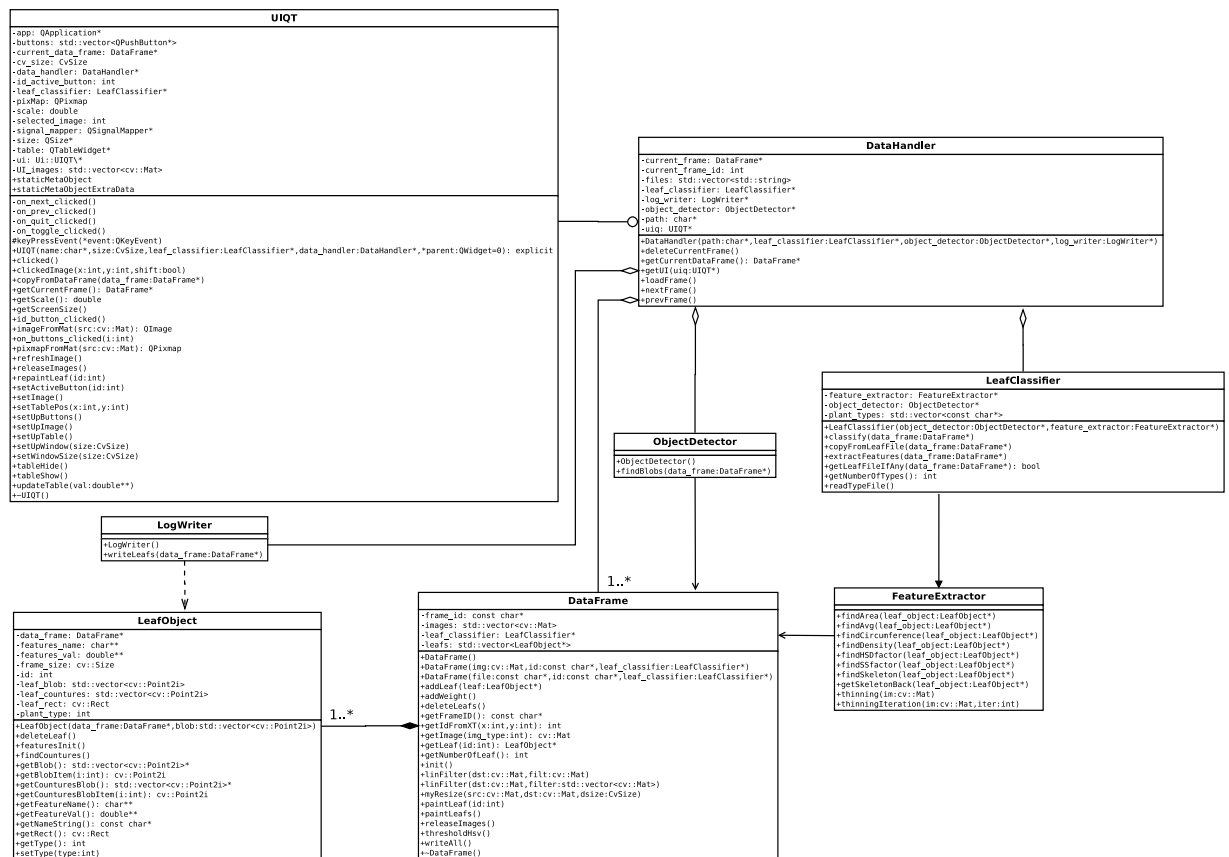 UIQT
-app: QApplication*
-buttons: std::vector<QPushButton*>
-current_data_frame: DataFrame*
-cv_size: CvSize
-data_handler: DataHandler*
-id_active_button: int
-leaf_classifier: LeafClassifier*
-pixMap: QPixmap
-scale: double
-selected_image: int
-signal_mapper: QSignalMapper*
-size: QSize*
-table: QTableWidget*
-ui: Ui::UIQT\*
-UI_images: std::vector<cv::Mat>
+staticMetaObject
+staticMetaObjectExtraData
-on_next_clicked()
-on_prev_clicked()
-on_quit_clicked()
-on_toggle_clicked()
#keyPressEvent(*event:QKeyEvent)
+UIQT(name:char*,size:CvSize,leaf_classifier:LeafClassifier*,data_handler:DataHandler*,*parent:QWidget=0): explicit
+clicked()
+clickedImage(x:int,y:int,shift:bool)
+copyFromDataFrame(data_frame:DataFrame*)
+getCurrentFrame(): DataFrame*
+getScale(): double
+getScreenSize()
+id_button_clicked()
+imageFromMat(src:cv::Mat): QImage
+on_buttons_clicked(i:int)
+pixmapFromMat(src:cv::Mat): QPixmap
+refreshImage()
+releaseImages()
+repaintLeaf(id:int)
+setActiveButton(id:int)
+setImage()
+setTablePos(x:int,y:int)
+setUpButtons()
+setUpImage()
+setUpTable()
+setUpWindow(size:CvSize)
+setWindowSize(size:CvSize)
+tableHide()
+tableShow()
+updateTable(val:double**)
+~UIQT()
DataHandler
-current_frame: DataFrame*
-current_frame_id: int
-files: std::vector<std::string>
-leaf_classifier: LeafClassifier*
-log_writer: LogWriter*
-object_detector: ObjectDetector*
-path: char*
-uiq: UIQT*
+DataHandler(path:char*,leaf_classifier:LeafClassifier*,object_detector:ObjectDetector*,log_writer:LogWriter*)
+deleteCurrentFrame()
+getCurrentDataFrame(): DataFrame*
+getUI(uiq:UIQT*)
+loadFrame()
+nextFrame()
+prevFrame()
LeafClassifier
-feature_extractor: FeatureExtractor*
-object_detector: ObjectDetector*
-plant_types: std::vector<const char*>
+LeafClassifier(object_detector:ObjectDetector*,feature_extractor:FeatureExtractor*)
+classify(data_frame:DataFrame*)
+copyFromLeafFile(data_frame:DataFrame*)
+extractFeatures(data_frame:DataFrame*)
+getLeafFileIfAny(data_frame:DataFrame*): bool
+getNumberOfTypes(): int
+readTypeFile()
ObjectDetector
+ObjectDetector()
+findBlobs(data_frame:DataFrame*)
LogWriter
+LogWriter()
+writeLeafs(data_frame:DataFrame*)
1..*
DataFrame
-frame_id: const char*
-images: std::vector<cv::Mat>
-leaf_classifier: LeafClassifier*
-leafs: std::vector<LeafObject*>
+DataFrame()
+DataFrame(img:cv::Mat,id:const char*,leaf_classifier:LeafClassifier*)
+DataFrame(file:const char*,id:const char*,leaf_classifier:LeafClassifier*)
+addLeaf(leaf:LeafObject*)
+addWeight()
+deleteLeafs()
+getFrameID(): const char*
+getIdFromXT(x:int,y:int): int
+getImage(img_type:int): cv::Mat
+getLeaf(id:int): LeafObject*
+getNumberOfLeaf(): int
+init()
+linFilter(dst:cv::Mat,filt:cv::Mat)
+linFilter(dst:cv::Mat,filter:std::vector<cv::Mat>)
+myResize(src:cv::Mat,dst:cv::Mat,dsize:CvSize)
+paintLeaf(id:int)
+paintLeafs()
+releaseImages()
+thresholdHsv()
+writeAll()
+~DataFrame()
FeatureExtractor
+findArea(leaf_object:LeafObject*)
+findAvg(leaf_object:LeafObject*)
+findCircumference(leaf_object:LeafObject*)
+findDensity(leaf_object:LeafObject*)
+findHSDfactor(leaf_object:LeafObject*)
+findSSfactor(leaf_object:LeafObject*)
+findSkeleton(leaf_object:LeafObject*)
+getSkeletonBack(leaf_object:LeafObject*)
+thinning(im:cv::Mat)
+thinningIteration(im:cv::Mat,iter:int)
LeafObject
-data_frame: DataFrame*
-features_name: char**
-features_val: double**
-frame_size: cv::Size
-id: int
-leaf_blob: std::vector<cv::Point2i>
-leaf_countures: std::vector<cv::Point2i>
-leaf_rect: cv::Rect
-plant_type: int
+LeafObject(data_frame:DataFrame*,blob:std::vector<cv::Point2i>)
+deleteLeaf()
+featuresInit()
+findCountures()
+getBlob(): std::vector<cv::Point2i>*
+getBlobItem(i:int): cv::Point2i
+getCounturesBlob(): std::vector<cv::Point2i>*
+getCounturesBlobItem(i:int): cv::Point2i
+getFeatureName(): char**
+getFeatureVal(): double**
+getNameString(): const char*
+getRect(): cv::Rect
+getType(): int
+setType(type:int)
1..*